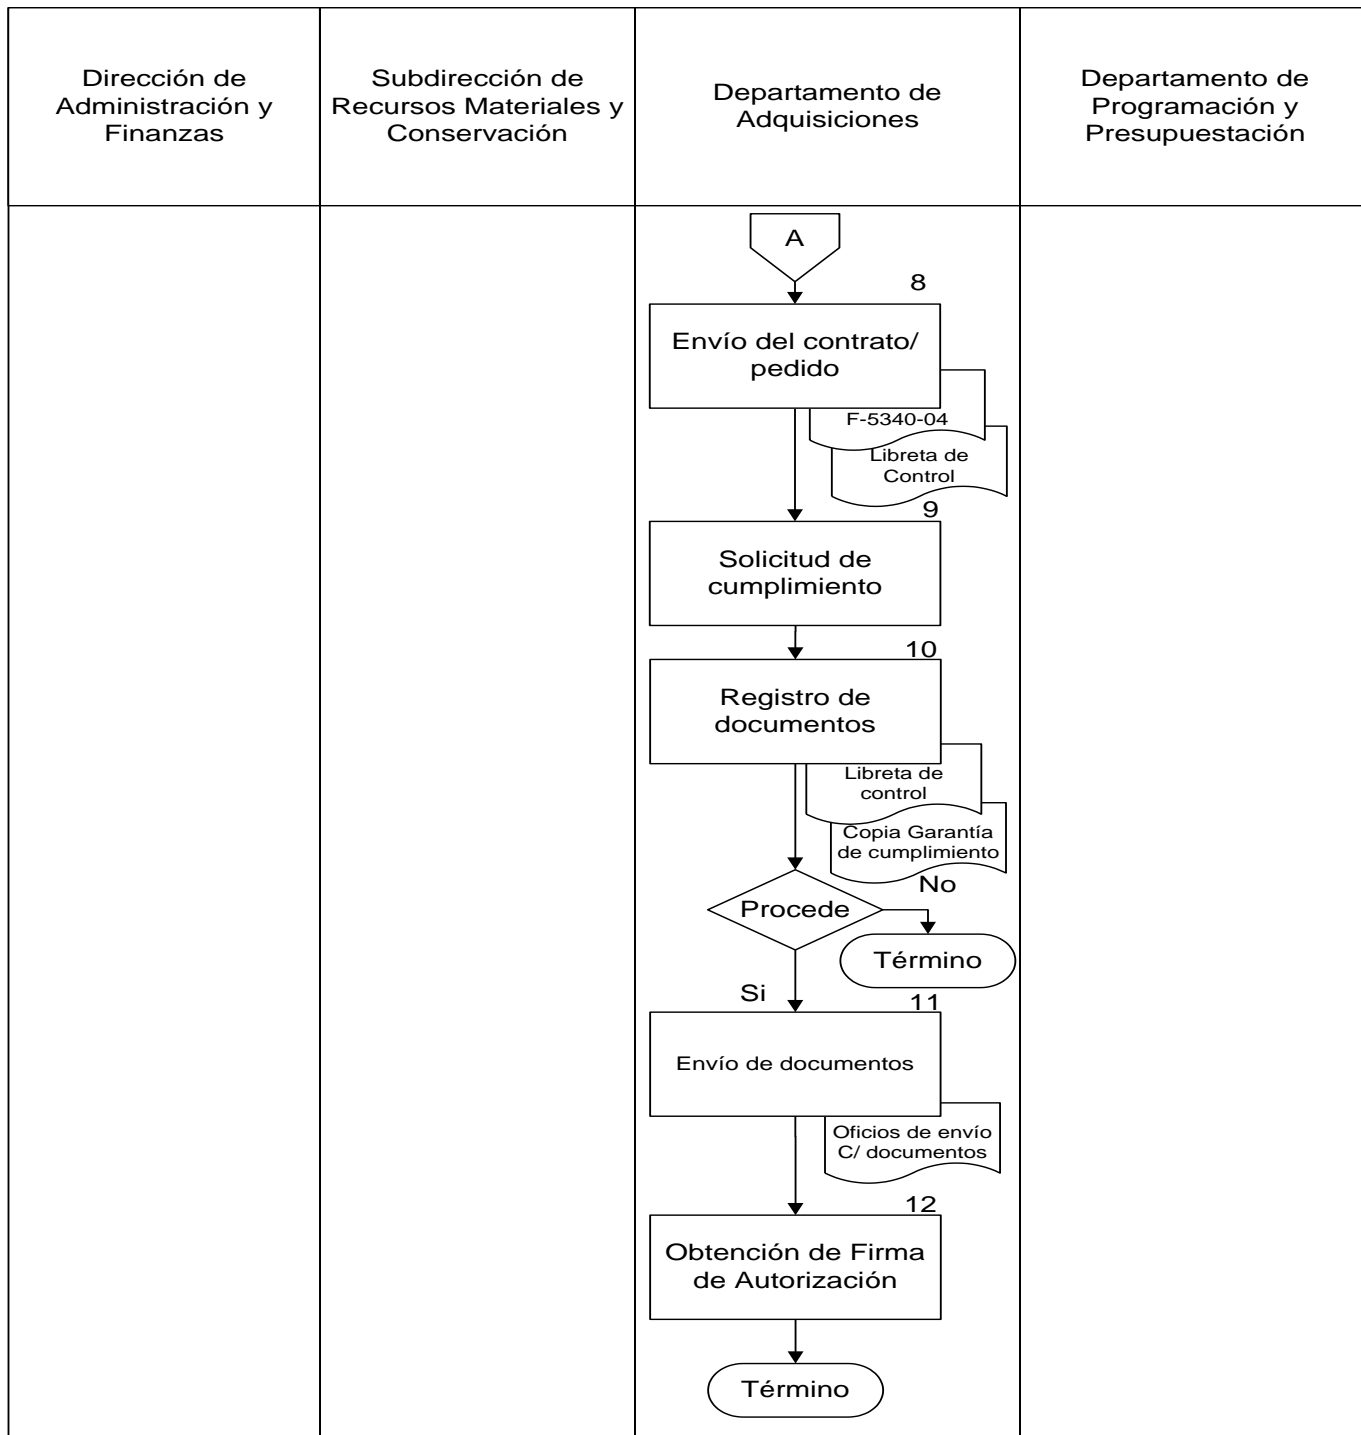 Dirección de
Administración y
Finanzas
Subdirección de
Recursos Materiales y
Conservación
Departamento de
Adquisiciones
Departamento de
Programación y
Presupuestación
A
8
Envío del contrato/
pedido
F-5340-04
Libreta de
Control
9
Solicitud de
cumplimiento
10
Registro de
documentos
Libreta de
control
Copia Garantía
de cumplimiento
No
Procede
Término
Si
11
Envío de documentos
Oficios de envío
C/ documentos
12
Obtención de Firma
de Autorización
Término